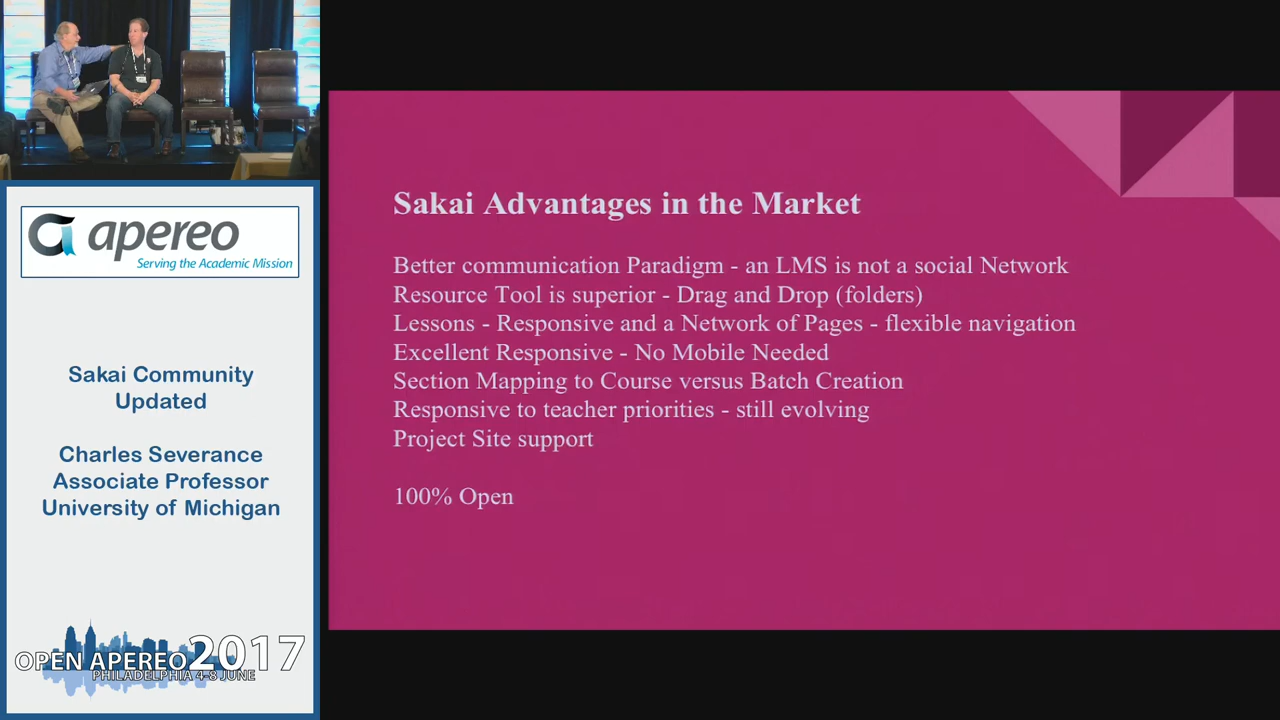 apereo
Serving the Academic Mission
Sakai Community
Updated
Charles Severance
Associate Professor
University of Michigan
OPEN APEREO 2017
PHILADELPHIA 4-8 JUNE
Sakai Advantages in the Market
Better communication Paradigm - an LMS is not a social Network
Resource Tool is superior - Drag and Drop (folders)
Lessons - Responsive and a Network of Pages - flexible navigation
Excellent Responsive - No Mobile Needed
Section Mapping to Course versus Batch Creation
Responsive to teacher priorities - still evolving
Project Site support
100% Open